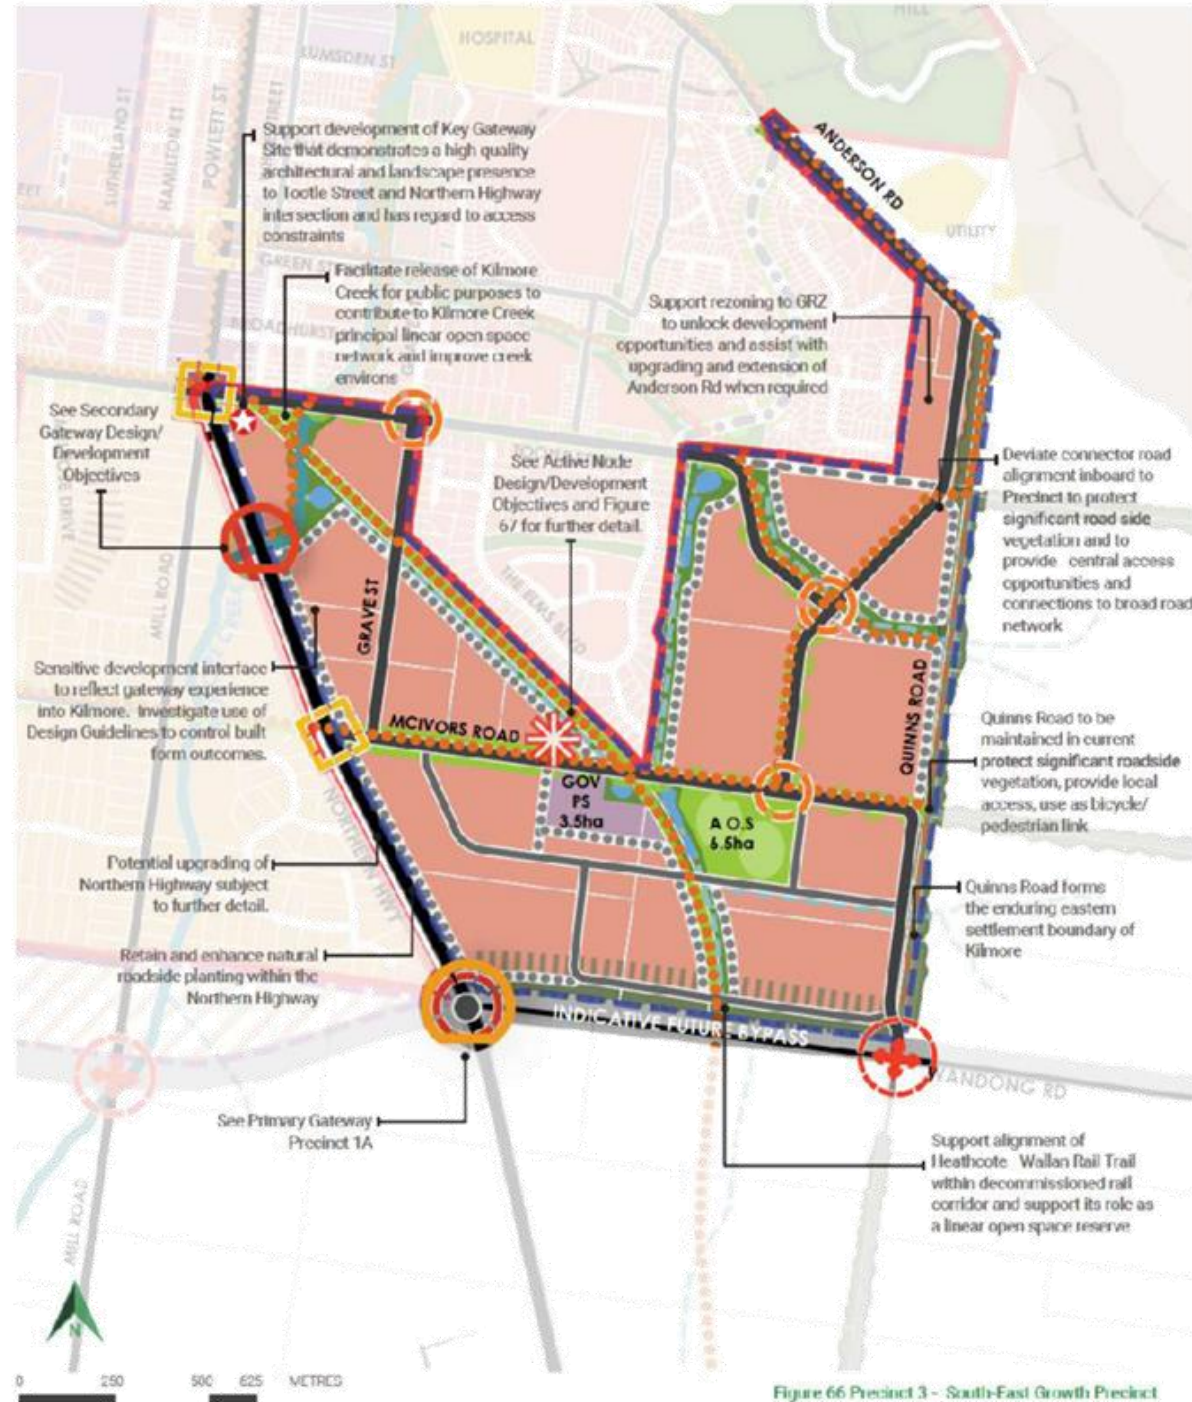 HILL
HOSPITAL
LUMSDEN ST
SUTHERLAND ST
HAMILTON ST
POWLETT ST
ANDERSON RD
UTILITY
Support development of Key Gateway
Site that demonstrates a high quality
architectural and landscape presence
to Tootle Street and Northern Highway
intersection and has regard to access
constraints
GREEN ST
BROADHURST
Facilitate release of Kilmore
Creek for public purposes to
contribute to Kilmore Creek
principal linear open space
network and improve creek
environs
Support rezoning to GRZ
to unlock development
opportunities and assist with
upgrading and extension of
Anderson Rd when required
See Secondary
Gateway Design/
Development
Objectives
See Active Node
Design/Development
Objectives and Figure
67 for further detail.
Deviate connector road
alignment inboard to
Precinct to protect
significant road side
vegetation and to
provide central access
opportunities and
connections to broad road
network
MILL ROAD
THE ELMS BLVD
GRAVE ST
Sensitive development interface
to reflect gateway experience
into Kilmore. Investigate use of
Design Guidelines to control built
form outcomes.
MCIVORS ROAD
QUINNS ROAD
Quinns Road to be
maintained in current
protect significant roadside
vegetation, provide local
access, use as bicycle/
pedestrian link
GOV
PS
3.5ha
A O.S
6.5ha
NORTHERN HWY
Potential upgrading of
Northern Highway subject
to further detail.
Quinns Road forms
the enduring eastern
settlement boundary of
Kilmore
Retain and enhance natural
roadside planting within the
Northern Highway
INDICATIVE FUTURE BYPASS
WANDONG RD
See Primary Gateway
Precinct 1A
Support alignment of
Heathcote Wallan Rail Trail
within decommissioned rail
corridor and support its role as
a linear open space reserve
MILL ROAD
N
0 250 500 625 METRES
Figure 66 Precinct 3 - South-East Growth Precinct